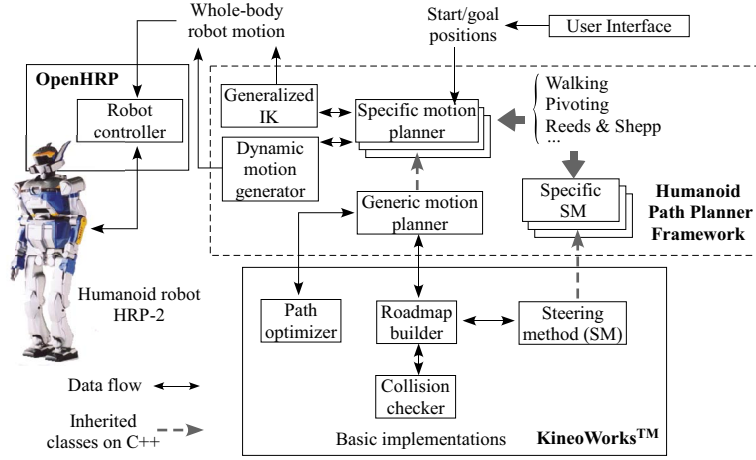 Whole-body
robot motion
Start/goal
positions
User Interface
OpenHRP
Robot
controller
Generalized
IK
Dynamic
motion
generator
Specific motion
planner
Walking
Pivoting
Reeds & Shepp
...
Generic motion
planner
Specific
SM
Humanoid
Path Planner
Framework
Humanoid robot
HRP-2
Path
optimizer
Roadmap
builder
Steering
method (SM)
Collision
checker
Data flow
Inherited
classes on C++
Basic implementations
KineoWorks™